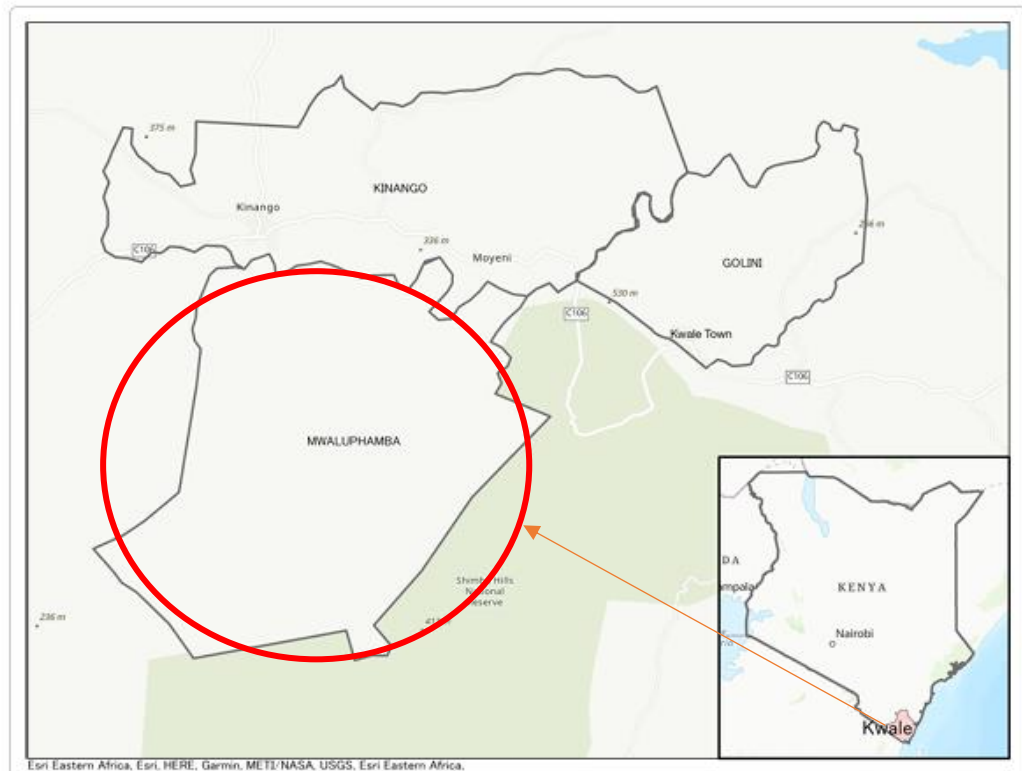 375 m
KINANGO
Kinango
C106
336 m
Moyeni
GOLINI
256 m
530 m
C106
Kwale Town
C106
MWALUPHAMBA
Shimba Hills
National
Reserve
236 m
KENYA
Nairobi
Kwale
Esri Eastern Africa, Esri, HERE, Garmin, METI/NASA, USGS, Esri Eastern Africa,